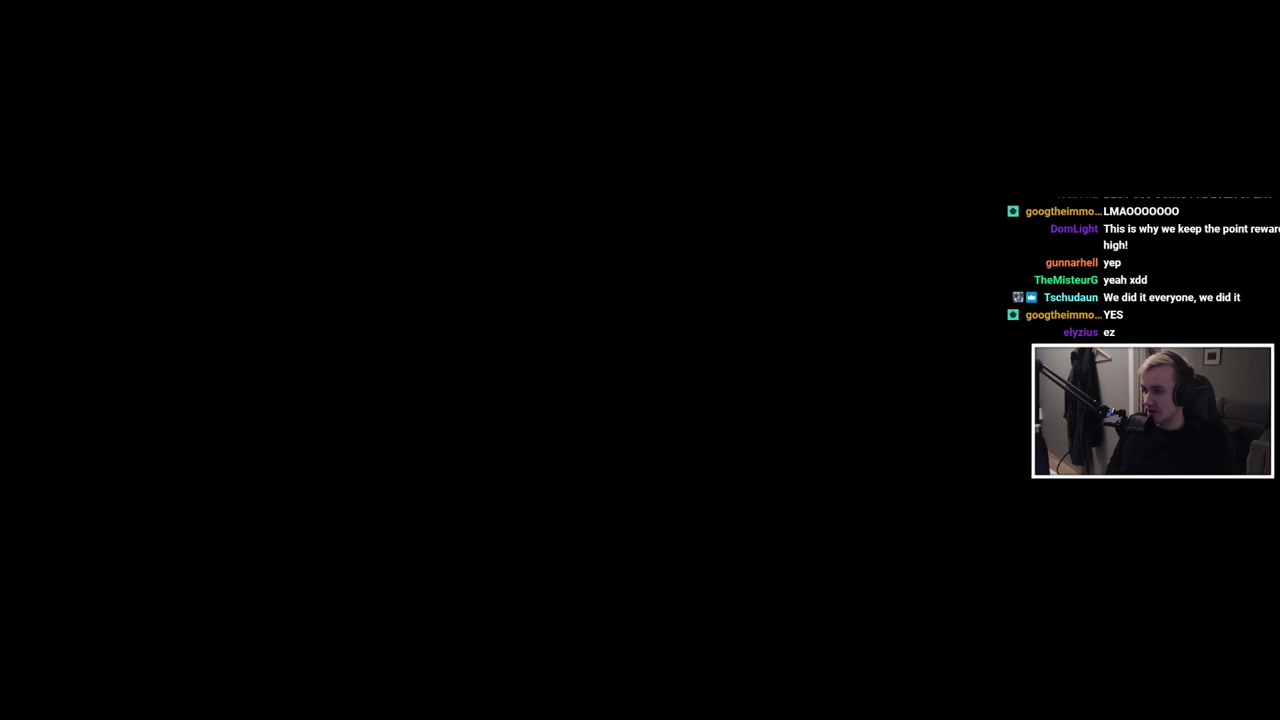 googtheimmo... LMAOOOOOOO
DomLight This is why we keep the point rewar
high!
gunnarhell yep
TheMisteurG yeah xdd
Tschudaun We did it everyone, we did it
googtheimmo... YES
elyzius ez